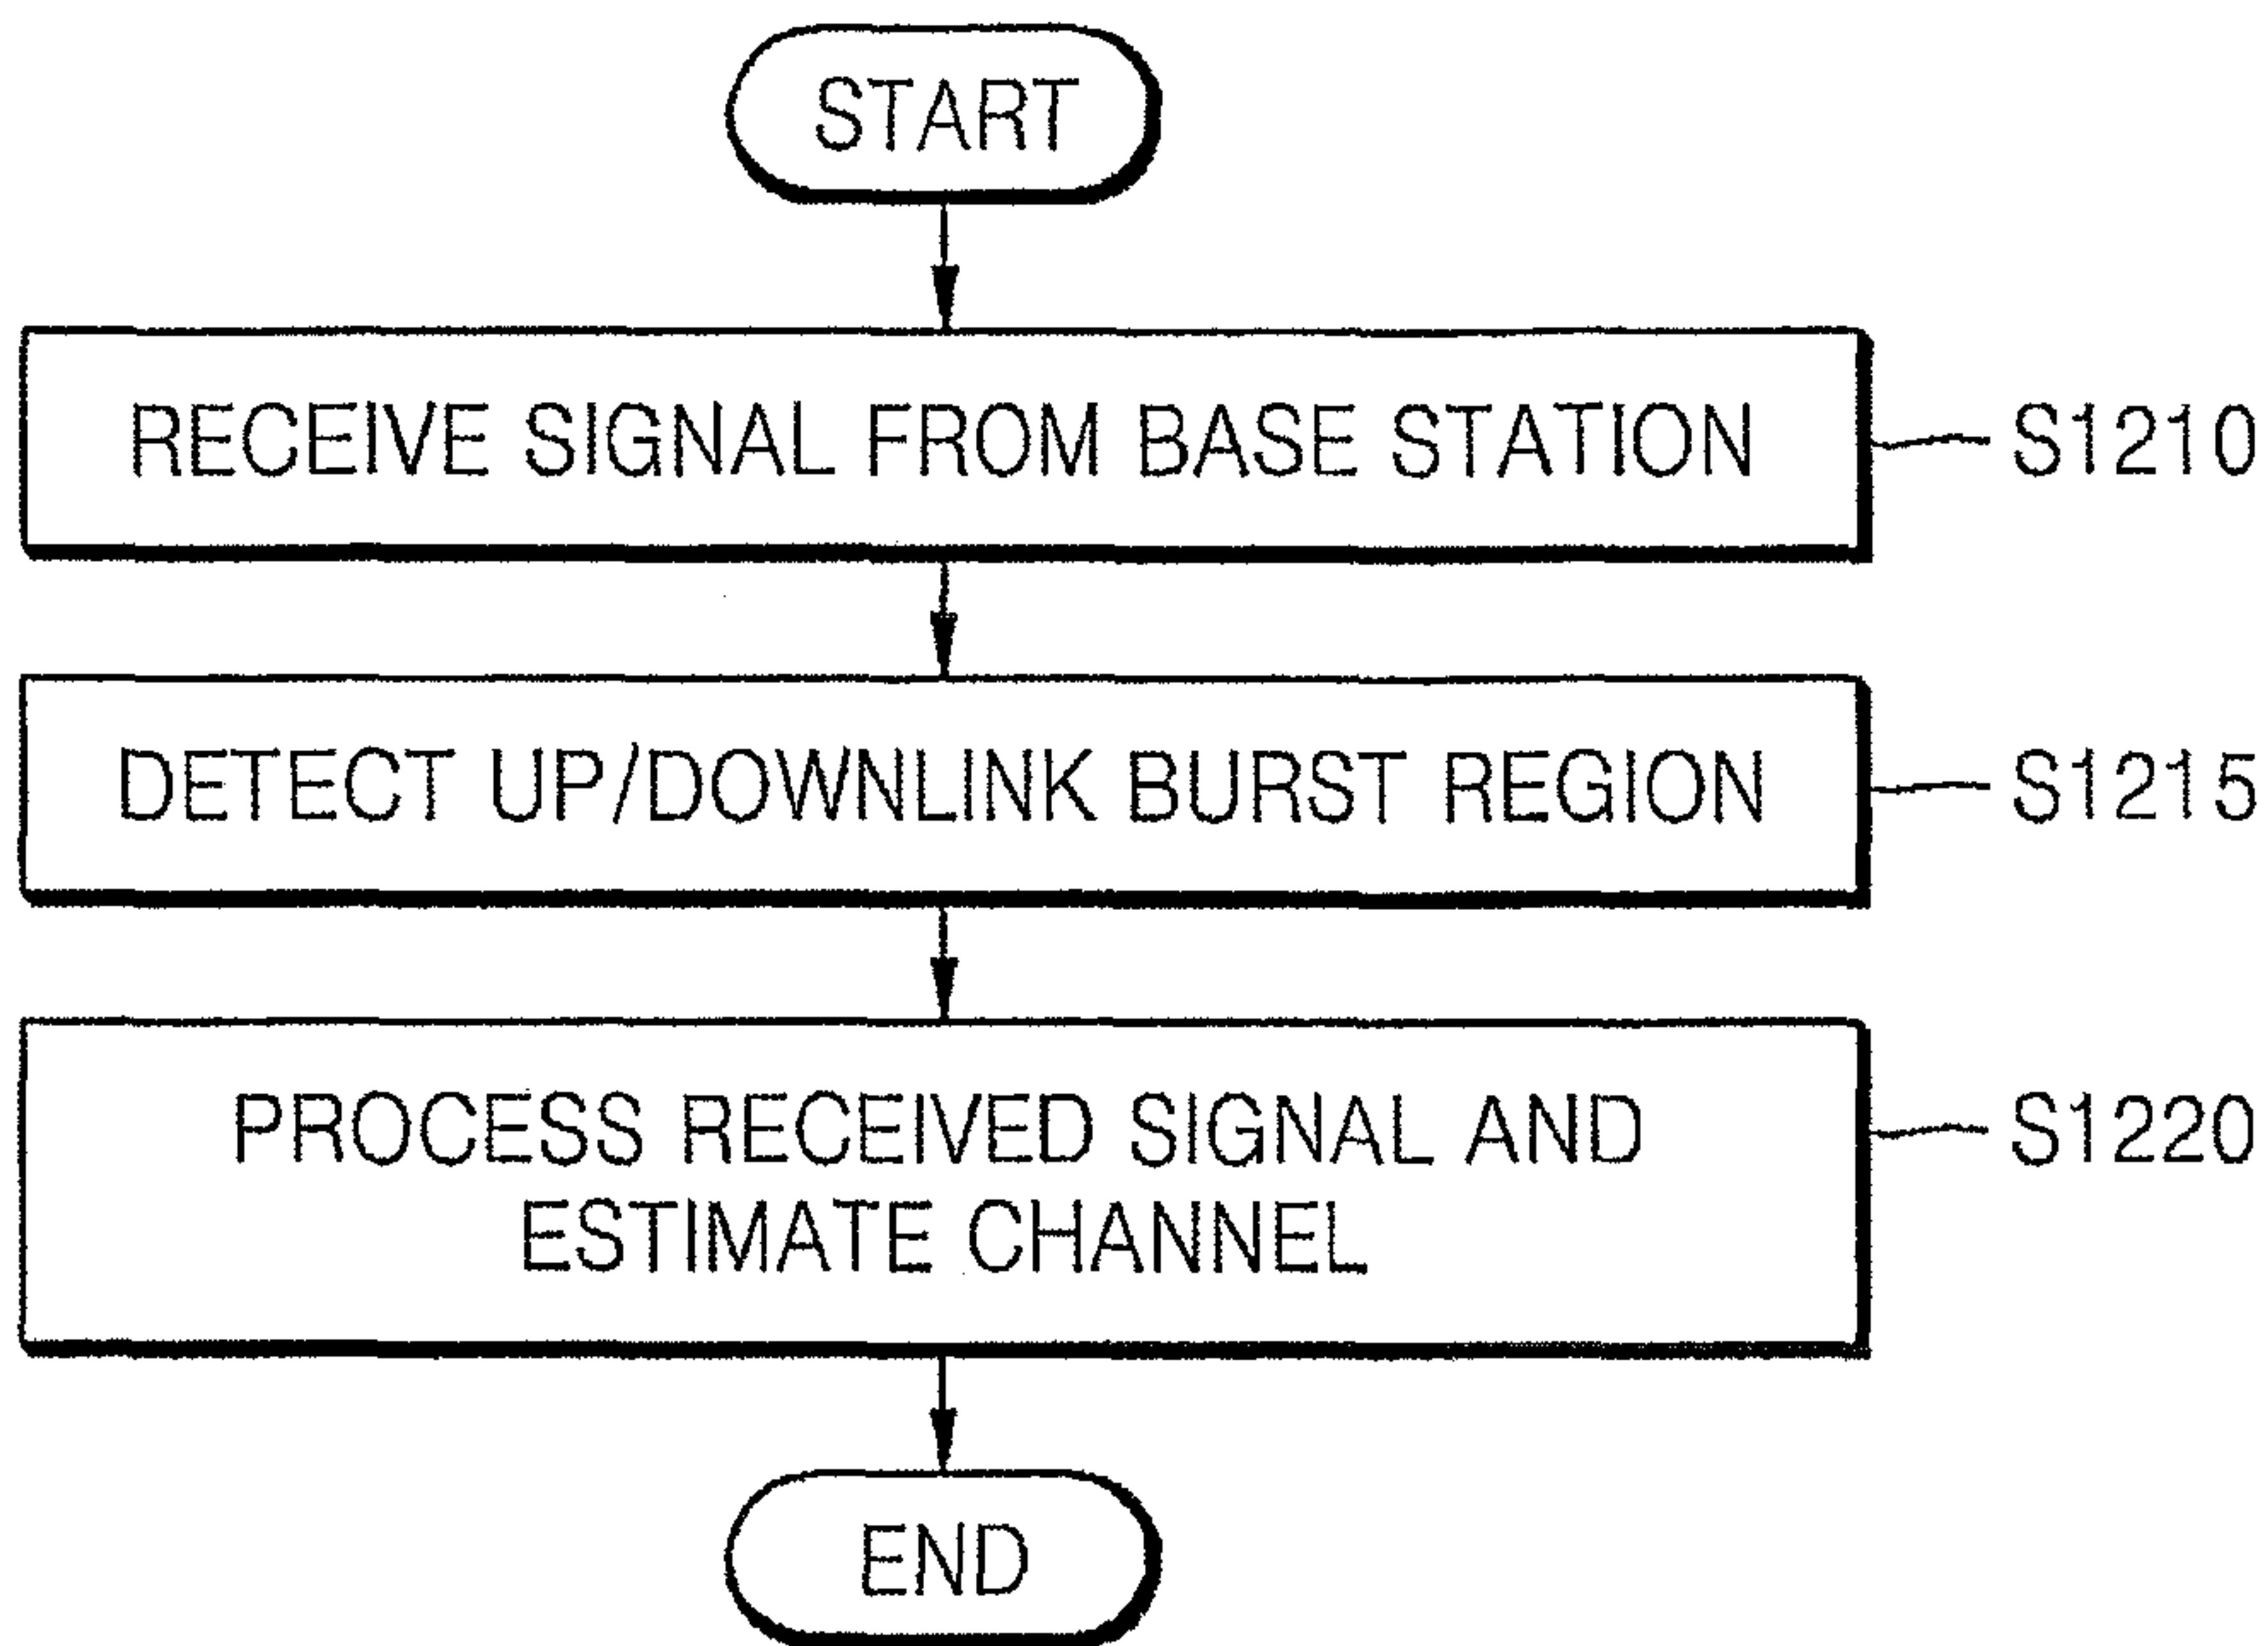 START
RECEIVE SIGNAL FROM BASE STATION
S1210
DETECT UP/DOWNLINK BURST REGION
S1215
PROCESS RECEIVED SIGNAL AND
ESTIMATE CHANNEL
S1220
END